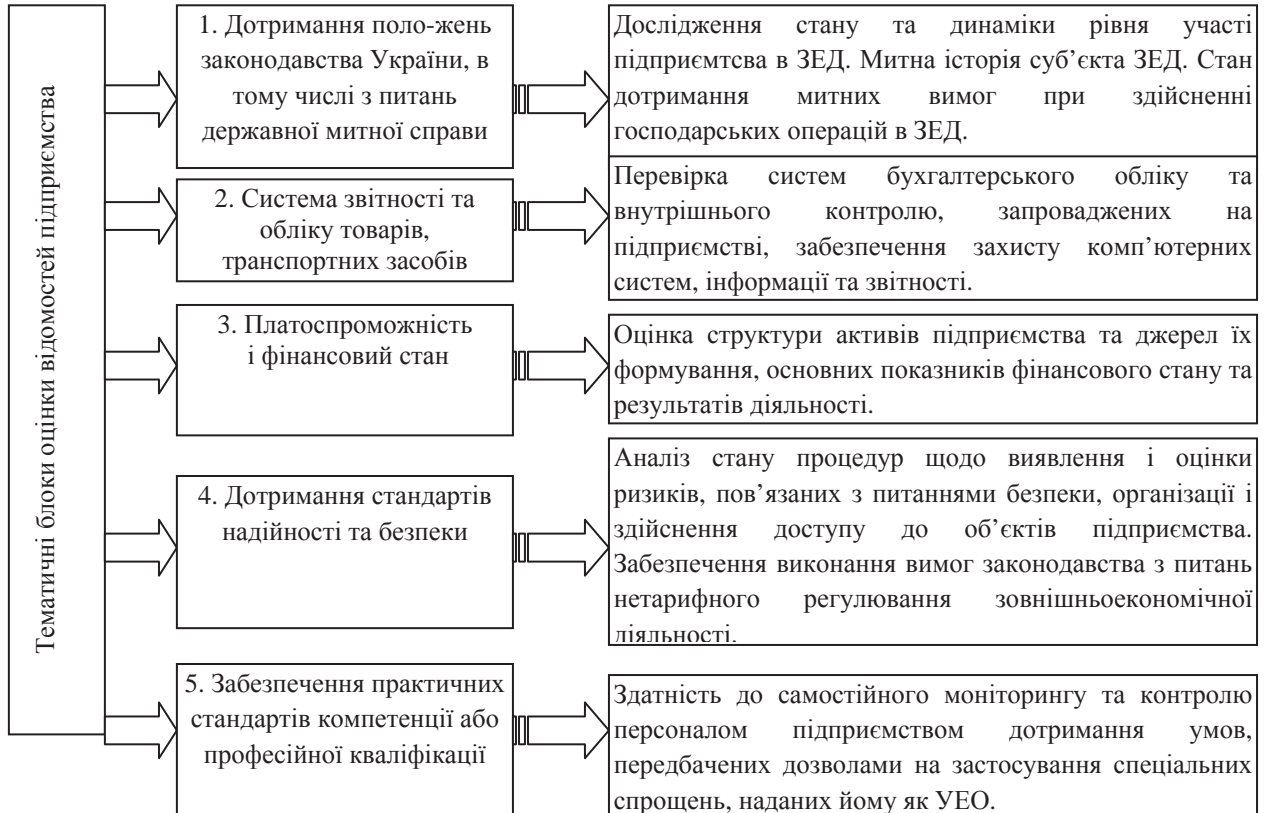 Тематичні блоки оцінки відомостей підприємства
1. Дотримання поло-жень
законодавства України, в
тому числі з питань
державної митної справи
Дослідження стану та динаміки рівня участі
підприємтсва в ЗЕД. Митна історія суб’єкта ЗЕД. Стан
дотримання митних вимог при здійсненні
господарських операцій в ЗЕД.
2. Система звітності та
обліку товарів,
транспортних засобів
Перевірка систем бухгалтерського обліку та
внутрішнього контролю, запроваджених на
підприємстві, забезпечення захисту комп’ютерних
систем, інформації та звітності.
3. Платоспроможність
і фінансовий стан
Оцінка структури активів підприємства та джерел їх
формування, основних показників фінансового стану та
результатів діяльності.
4. Дотримання стандартів
надійності та безпеки
Аналіз стану процедур щодо виявлення і оцінки
ризиків, пов’язаних з питаннями безпеки, організації і
здійснення доступу до об’єктів підприємства.
Забезпечення виконання вимог законодавства з питань
нетарифного регулювання зовнішньоекономічної
діяльності.
5. Забезпечення практичних
стандартів компетенції або
професійної кваліфікації
Здатність до самостійного моніторингу та контролю
персоналом підприємством дотримання умов,
передбачених дозволами на застосування спеціальних
спрощень, наданих йому як УЕО.